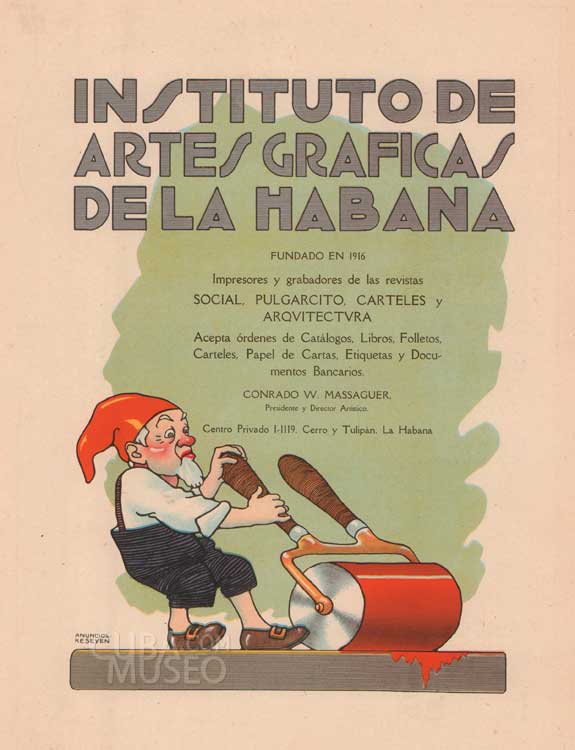 INSTITUTO DE
ARTES GRAFICAS
DE LA HABANA
FUNDADO EN 1916
Impresores y grabadores de las revistas
SOCIAL, PULGARCITO, CARTELES y
ARQVITECTVRA
Acepta órdenes de Catálogos, Libros, Folletos,
Carteles, Papel de Cartas, Etiquetas y Docu-
mentos Bancarios.
CONRADO W. MASSAGUER,
Presidente y Director Artístico.
Centro Privado I-1119. Cerro y Tulipán. La Habana
ANUNCIOS
KESEVEN
CUBA.COM
MUSEO